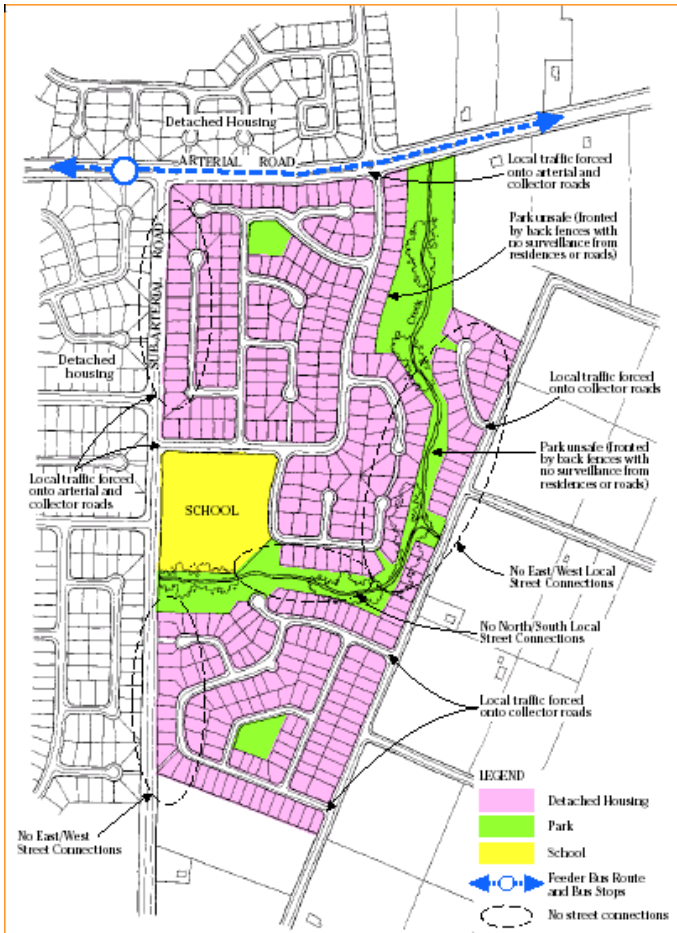 Detached Housing
ARTERIAL ROAD
Local traffic forced
onto arterial and
collector roads
Park unsafe (fronted
by back fences with
no surveillance from
residences or roads)
SUB-ARTERIAL ROAD
Creek
Detached
housing
Local traffic forced
onto collector roads
Park unsafe (fronted
by back fences with
no surveillance from
residences or roads)
Local traffic forced
onto arterial and
collector roads
SCHOOL
No East/West Local
Street Connections
No North/South Local
Street Connections
Local traffic forced
onto collector roads
No East/West
Street Connections
LEGEND
Detached Housing
Park
School
Feeder Bus Route
and Bus Stops
No street connections